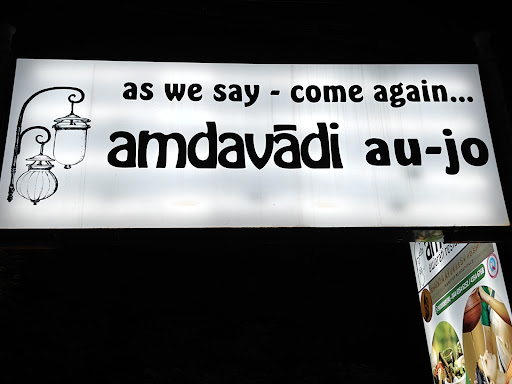 as we say - come again...
amdavādi au-jo